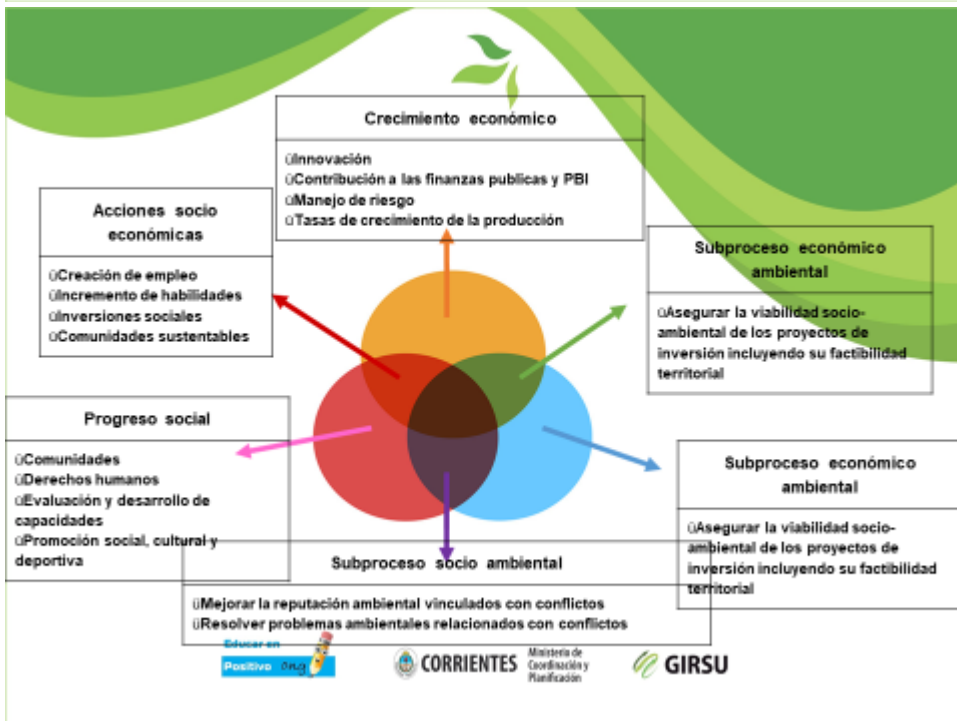 Crecimiento económico
üInnovación
üContribución a las finanzas publicas y PBI
üManejo de riesgo
üTasas de crecimiento de la producción
Acciones socio
económicas
üCreación de empleo
üIncremento de habilidades
üInversiones sociales
üComunidades sustentables
Subproceso económico
ambiental
üAsegurar la viabilidad socio-
ambiental de los proyectos de
inversión incluyendo su factibilidad
territorial
Progreso social
üComunidades
üDerechos humanos
üEvaluación y desarrollo de
capacidades
üPromoción social, cultural y
deportiva
Subproceso económico
ambiental
üAsegurar la viabilidad socio-
ambiental de los proyectos de
inversión incluyendo su factibilidad
territorial
Subproceso socio ambiental
üMejorar la reputación ambiental vinculados con conflictos
üResolver problemas ambientales relacionados con conflictos
Educar en
Positivo ong
CORRIENTES
Ministerio de
Coordinación y
Planificación
GIRSU